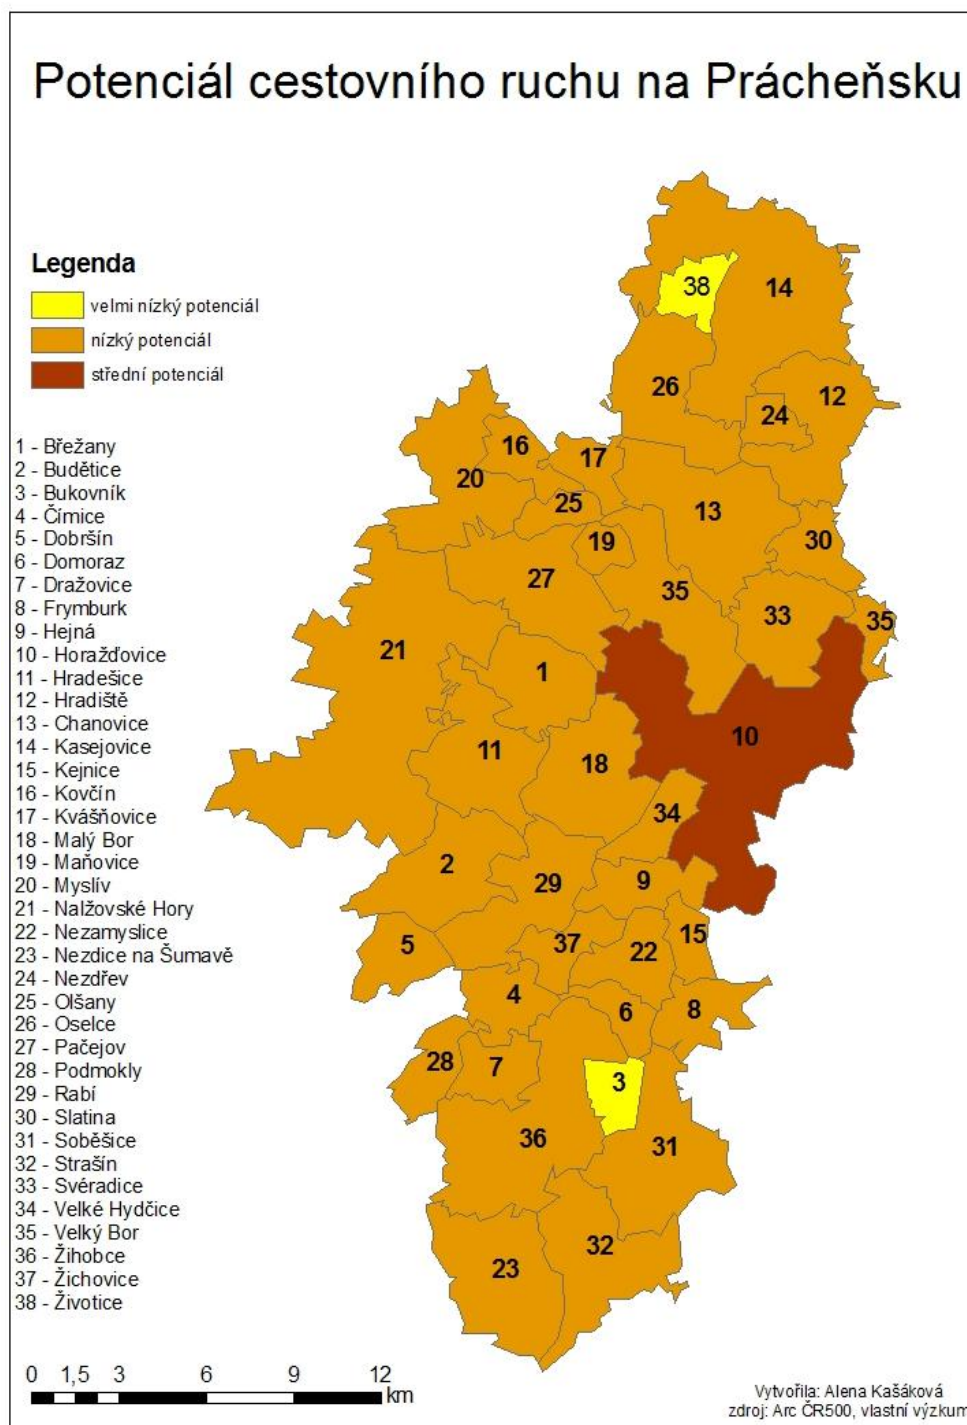 Potenciál cestovního ruchu na Prácheňsku
Legenda
velmi nízký potenciál
nízký potenciál
střední potenciál
1 - Břežany
2 - Budětice
3 - Bukovník
4 - Čímice
5 - Dobršín
6 - Domoraz
7 - Dražovice
8 - Frymburk
9 - Hejná
10 - Horažďovice
11 - Hradešice
12 - Hradiště
13 - Chanovice
14 - Kasejovice
15 - Kejnice
16 - Kovčín
17 - Kvášňovice
18 - Malý Bor
19 - Maňovice
20 - Myslív
21 - Nalžovské Hory
22 - Nezamyslice
23 - Nezdice na Šumavě
24 - Nezdřev
25 - Olšany
26 - Oselce
27 - Pačejov
28 - Podmokly
29 - Rabí
30 - Slatina
31 - Soběšice
32 - Strašín
33 - Svéradice
34 - Velké Hydčice
35 - Velký Bor
36 - Žihobce
37 - Žichovice
38 - Životice
38
14
26
12
24
16
17
20
25
13
19
30
27
35
33
35
21
1
10
11
18
34
2
29
9
5
37
22
15
4
6
8
28
7
3
36
31
32
23
0 1,5 3 6 9 12
km
Vytvořila: Alena Kašáková
zdroj: Arc ČR500, vlastní výzkum